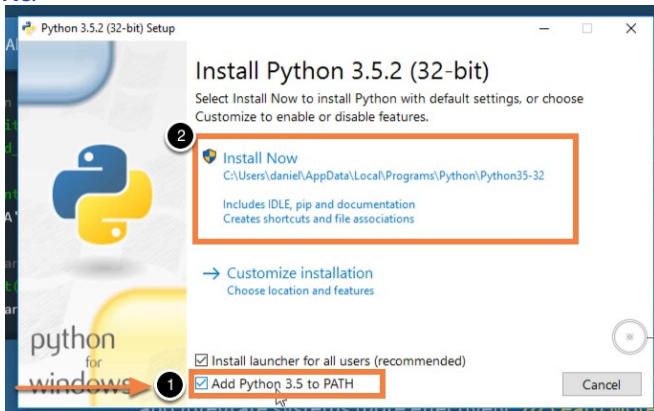 Python 3.5.2 (32-bit) Setup
Install Python 3.5.2 (32-bit)
Select Install Now to install Python with default settings, or choose
Customize to enable or disable features.
2
Install Now
C:\Users\daniel\AppData\Local\Programs\Python\Python35-32
Includes IDLE, pip and documentation
Creates shortcuts and file associations
→ Customize installation
Choose location and features
python
for
windows
Install launcher for all users (recommended)
1
Add Python 3.5 to PATH
Cancel